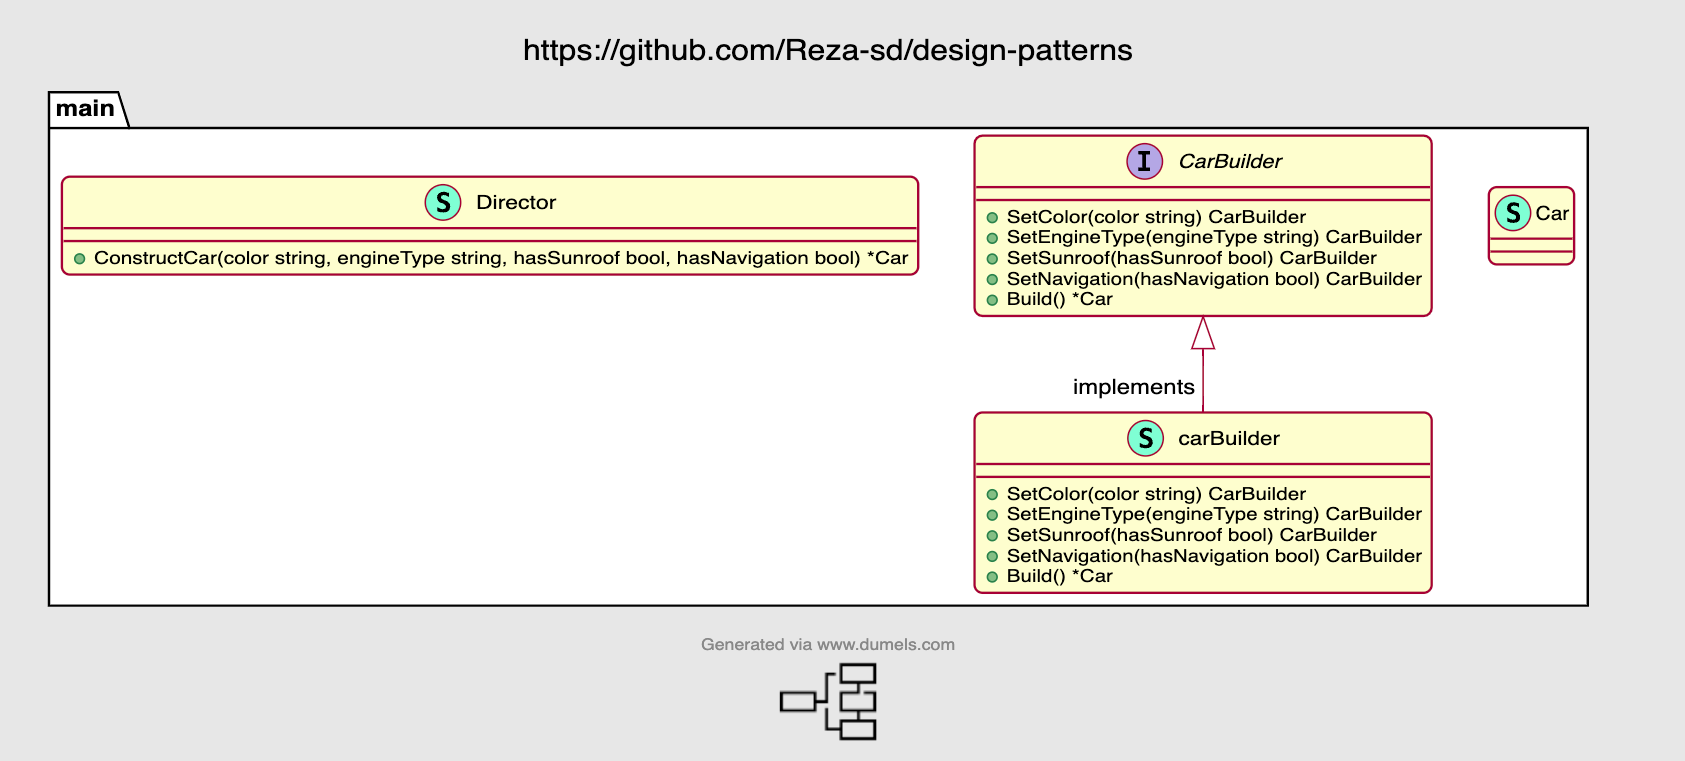 https://github.com/Reza-sd/design-patterns
main
S Director
ConstructCar(color string, engineType string, hasSunroof bool, hasNavigation bool) *Car
I CarBuilder
SetColor(color string) CarBuilder
SetEngineType(engineType string) CarBuilder
SetSunroof(hasSunroof bool) CarBuilder
SetNavigation(hasNavigation bool) CarBuilder
Build() *Car
S Car
implements
S carBuilder
SetColor(color string) CarBuilder
SetEngineType(engineType string) CarBuilder
SetSunroof(hasSunroof bool) CarBuilder
SetNavigation(hasNavigation bool) CarBuilder
Build() *Car
Generated via www.dumels.com